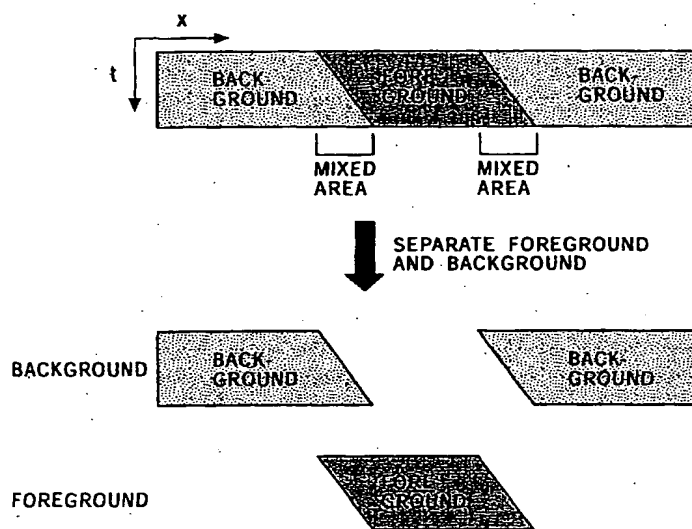 x
t
BACK-
GROUND
FORE-
GROUND
BACK-
GROUND
MIXED
AREA
MIXED
AREA
SEPARATE FOREGROUND
AND BACKGROUND
BACKGROUND
BACK-
GROUND
BACK-
GROUND
FOREGROUND
FORE-
GROUND